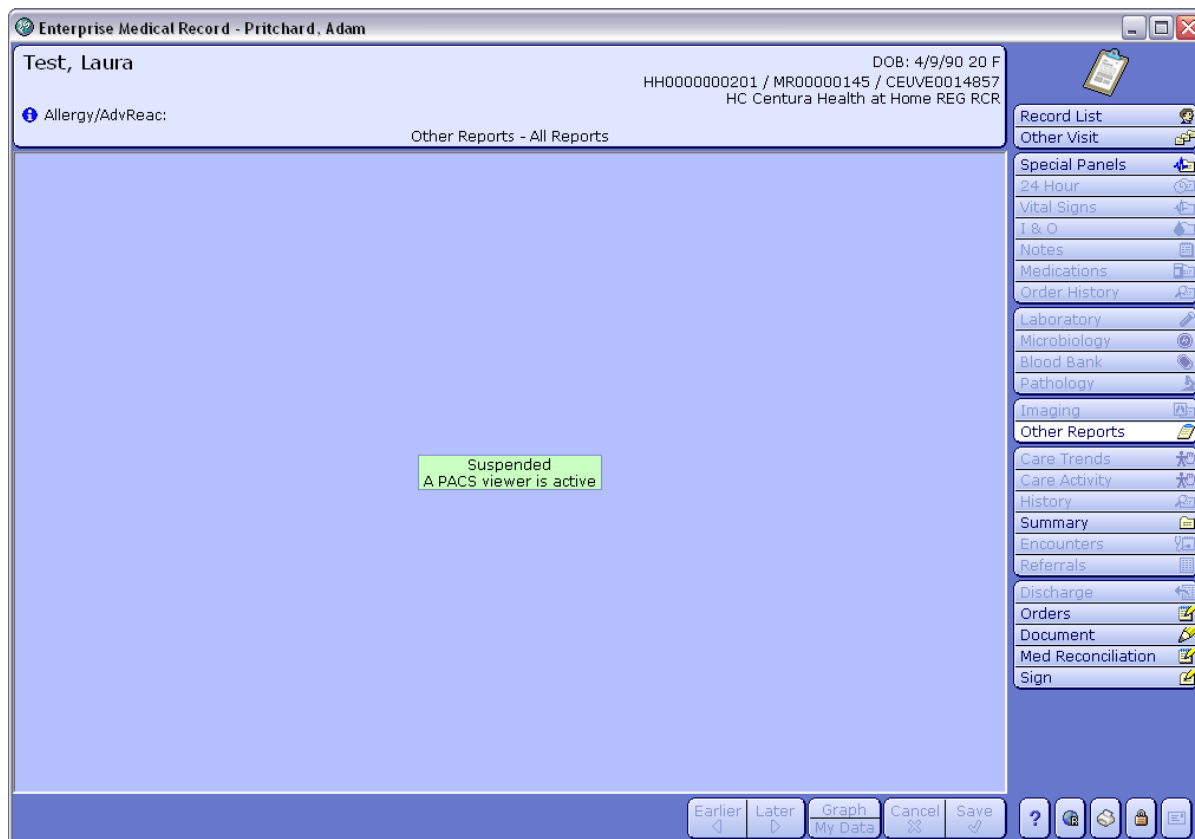 Enterprise Medical Record - Pritchard, Adam
Test, Laura
DOB: 4/9/90 20 F
HH0000000201 / MR00000145 / CEUVE0014857
HC Centura Health at Home REG RCR
Allergy/AdvReac:
Other Reports - All Reports
Suspended
A PACS viewer is active
Record List
Other Visit
Special Panels
24 Hour
Vital Signs
I & O
Notes
Medications
Order History
Laboratory
Microbiology
Blood Bank
Pathology
Imaging
Other Reports
Care Trends
Care Activity
History
Summary
Encounters
Referrals
Discharge
Orders
Document
Med Reconciliation
Sign
Earlier Later Graph Cancel Save
My Data
?